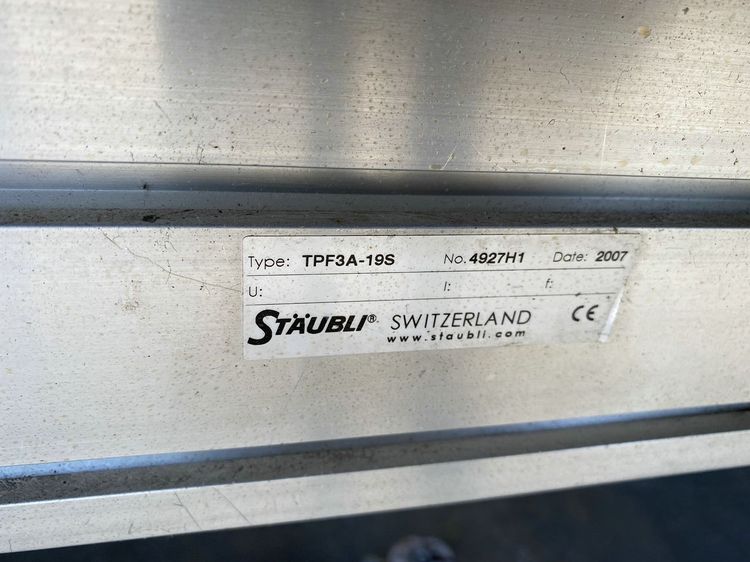 Type: TPF3A-19S No. 4927H1 Date: 2007
U: I: f:
STÄUBLI® SWITZERLAND CE
www.staubli.com